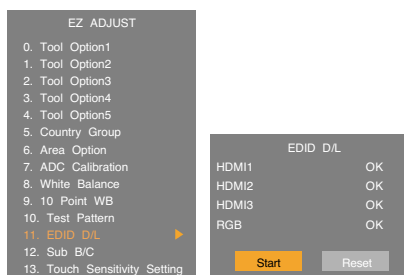 EZ ADJUST
0. Tool Option1
1. Tool Option2
2. Tool Option3
3. Tool Option4
4. Tool Option5
5. Country Group
6. Area Option
7. ADC Calibration
8. White Balance
9. 10 Point WB
10. Test Pattern
11. EDID D/L
12. Sub B/C
13. Touch Sensitivity Setting
EDID D/L
HDMI1 OK
HDMI2 OK
HDMI3 OK
RGB OK
Start Reset